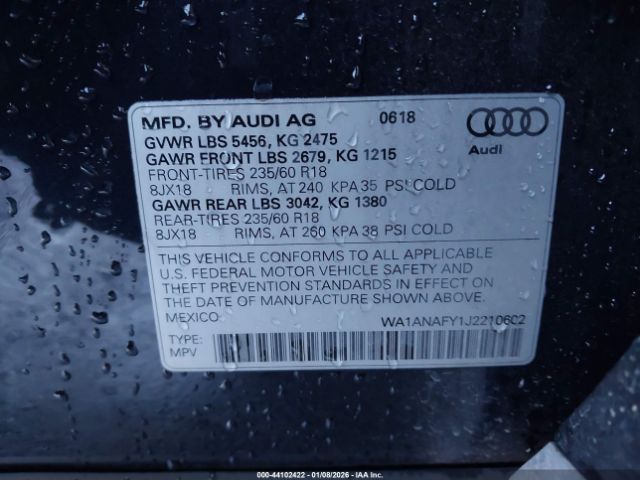 MFD. BY AUDI AG 0618
GVWR LBS 5456, KG 2475
GAWR FRONT LBS 2679, KG 1215
FRONT-TIRES 235/60 R18
8JX18 RIMS, AT 240 KPA 35 PSI COLD
GAWR REAR LBS 3042, KG 1380
REAR-TIRES 235/60 R18
8JX18 RIMS, AT 260 KPA 38 PSI COLD
Audi
THIS VEHICLE CONFORMS TO ALL APPLICABLE
U.S. FEDERAL MOTOR VEHICLE SAFETY AND
THEFT PREVENTION STANDARDS IN EFFECT ON
THE DATE OF MANUFACTURE SHOWN ABOVE.
MEXICO: WA1ANAFY1J2210602
TYPE:
MPV
000-44102422 - 01/08/2026 - © IAA Holdings, LLC